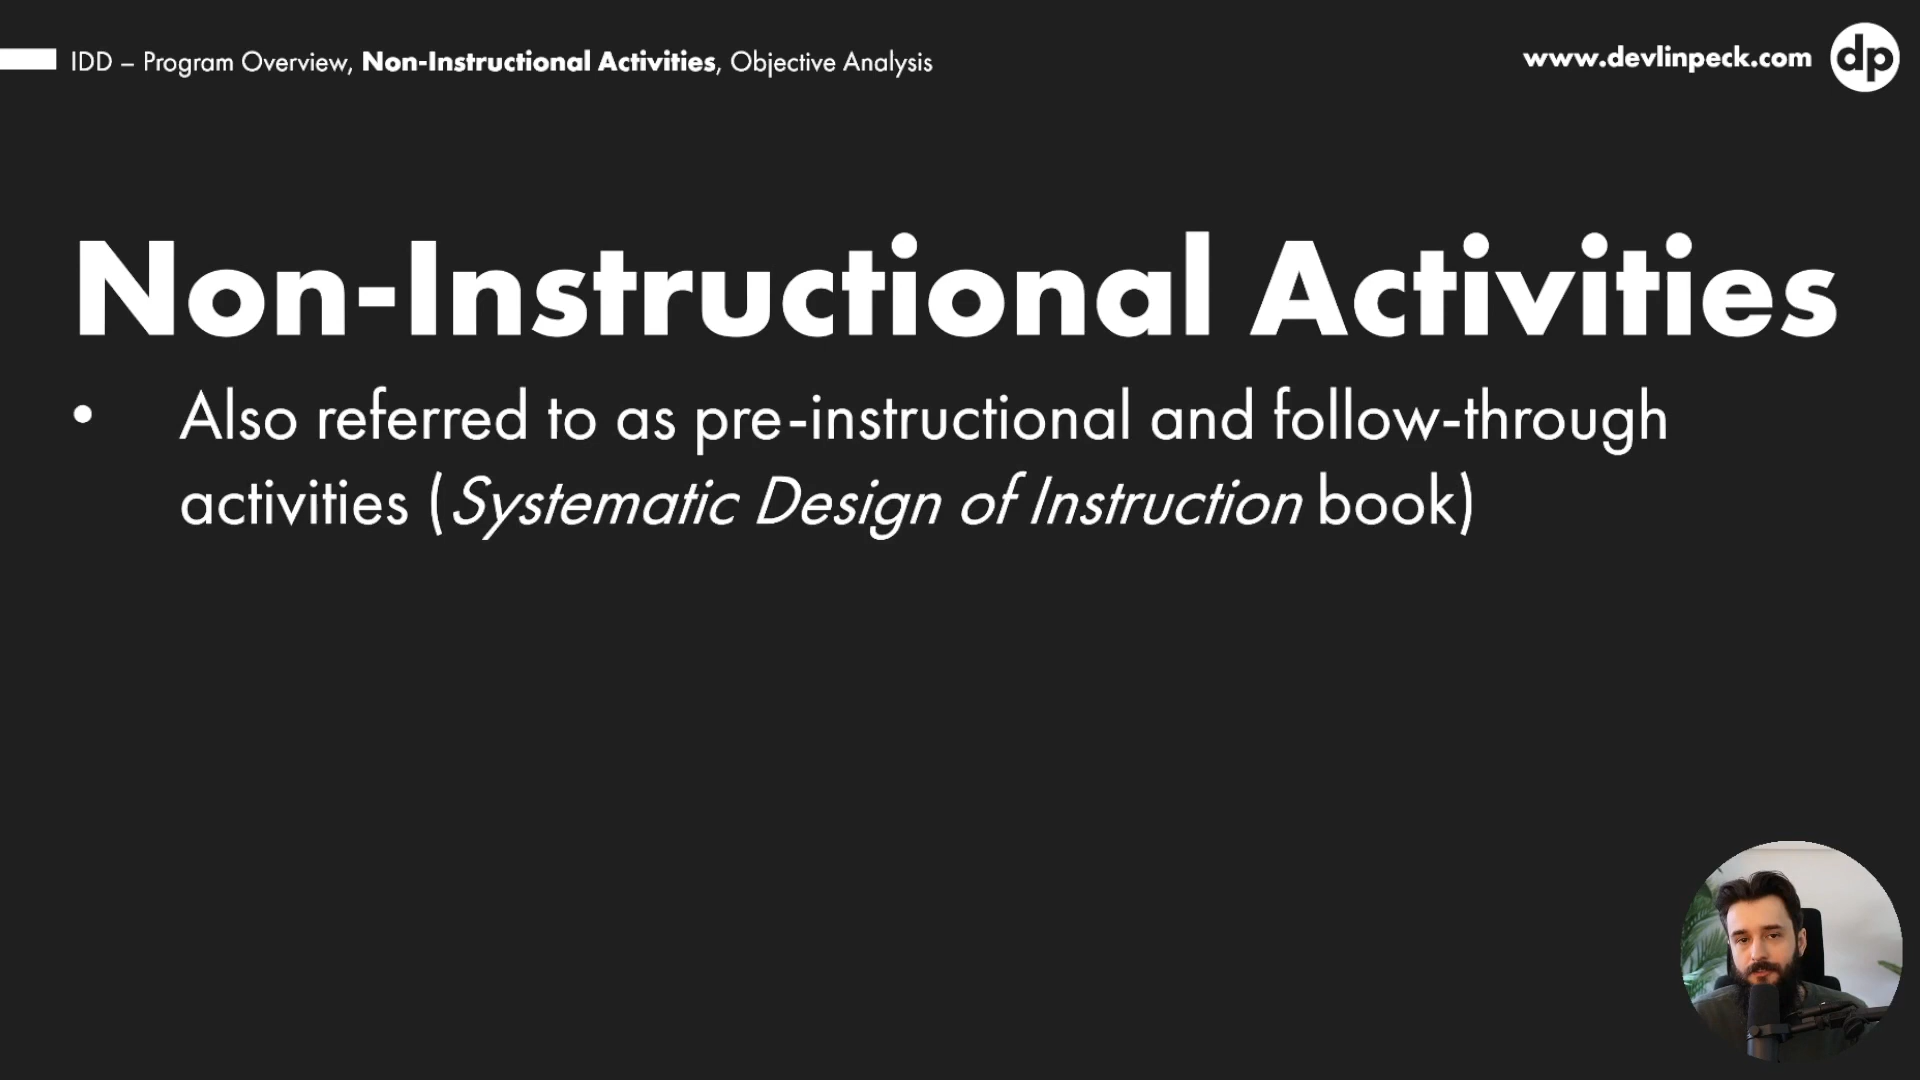 IDD – Program Overview, Non-Instructional Activities, Objective Analysis
www.devlinpeck.com dp
Non-Instructional Activities
• Also referred to as pre-instructional and follow-through
activities (Systematic Design of Instruction book)